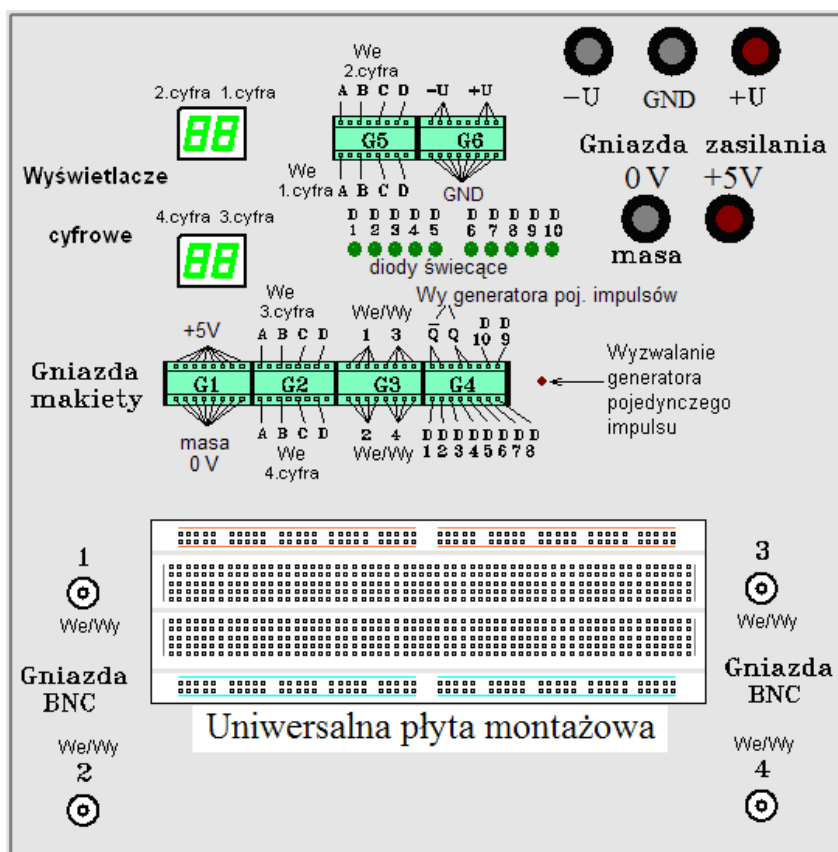 We
2.cyfra
2.cyfra 1.cyfra
A B C D
-U +U
G5 G6
We
1.cyfra
A B C D
GND
-U GND +U
Gniazda zasilania
0 V +5V
masa
Wyświetlacze
cyfrowe
4.cyfra 3.cyfra
88
88
D D D D D D D D D D
1 2 3 4 5 6 7 8 9 10
diody świecące
We
3.cyfra
We/Wy
Wy generatora poj. impulsów
+5V
A B C D
1 3
Q̅ Q
D D
10 9
Gniazda
makiety
G1 G2 G3 G4
masa
0 V
A B C D
We
4.cyfra
2 4
We/Wy
D D D D D D D D
1 2 3 4 5 6 7 8
Wyzwalanie
generatora
pojedynczego
impulsu
1
We/Wy
3
We/Wy
Gniazda
BNC
Gniazda
BNC
Uniwersalna płyta montażowa
We/Wy
2
We/Wy
4